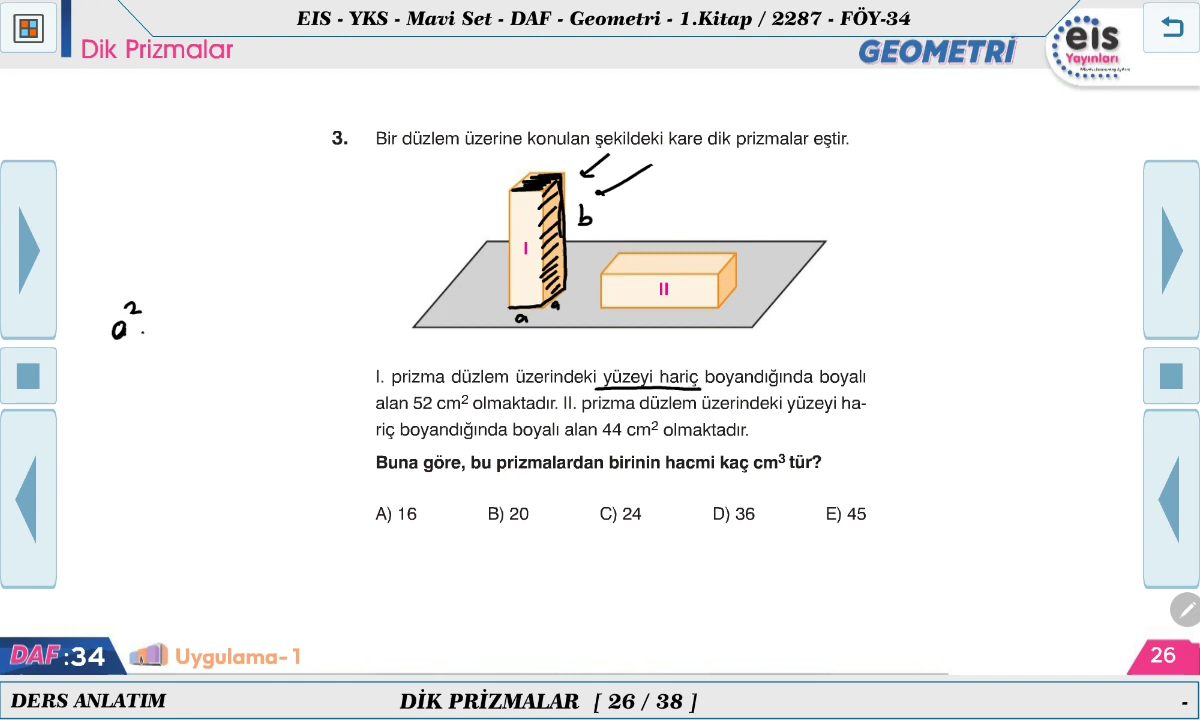 EIS - YKS - Mavi Set - DAF - Geometri - 1.Kitap / 2287 - FÖY-34
Dik Prizmalar
GEOMETRİ
eis
Yayınları
3. Bir düzlem üzerine konulan şekildeki kare dik prizmalar eştir.
b
I
II
a
a
a².
I. prizma düzlem üzerindeki yüzeyi hariç boyandığında boyalı
alan 52 cm² olmaktadır. II. prizma düzlem üzerindeki yüzeyi ha-
riç boyandığında boyalı alan 44 cm² olmaktadır.
Buna göre, bu prizmalardan birinin hacmi kaç cm³ tür?
A) 16 B) 20 C) 24 D) 36 E) 45
DAF:34 Uygulama-1
26
DERS ANLATIM DİK PRİZMALAR [ 26 / 38 ] -